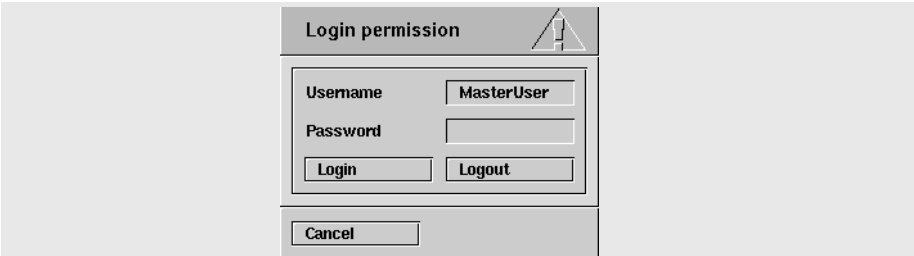 Login permission
Username MasterUser
Password
Login Logout
Cancel